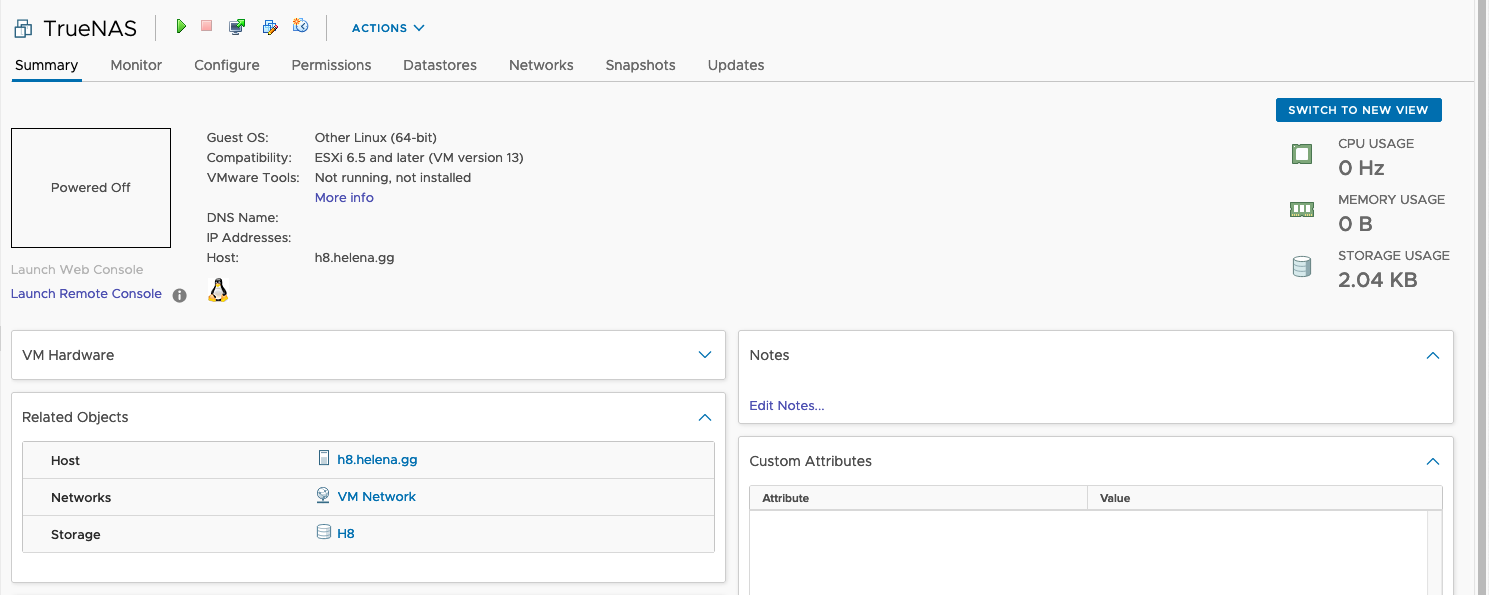 TrueNAS
ACTIONS
Summary Monitor Configure Permissions Datastores Networks Snapshots Updates
SWITCH TO NEW VIEW
Powered Off
Launch Web Console
Launch Remote Console
Guest OS: Other Linux (64-bit)
Compatibility: ESXi 6.5 and later (VM version 13)
VMware Tools: Not running, not installed
More info
DNS Name:
IP Addresses:
Host: h8.helena.gg
CPU USAGE
0 Hz
MEMORY USAGE
0 B
STORAGE USAGE
2.04 KB
VM Hardware
Related Objects
Host h8.helena.gg
Networks VM Network
Storage H8
Notes
Edit Notes...
Custom Attributes
Attribute Value